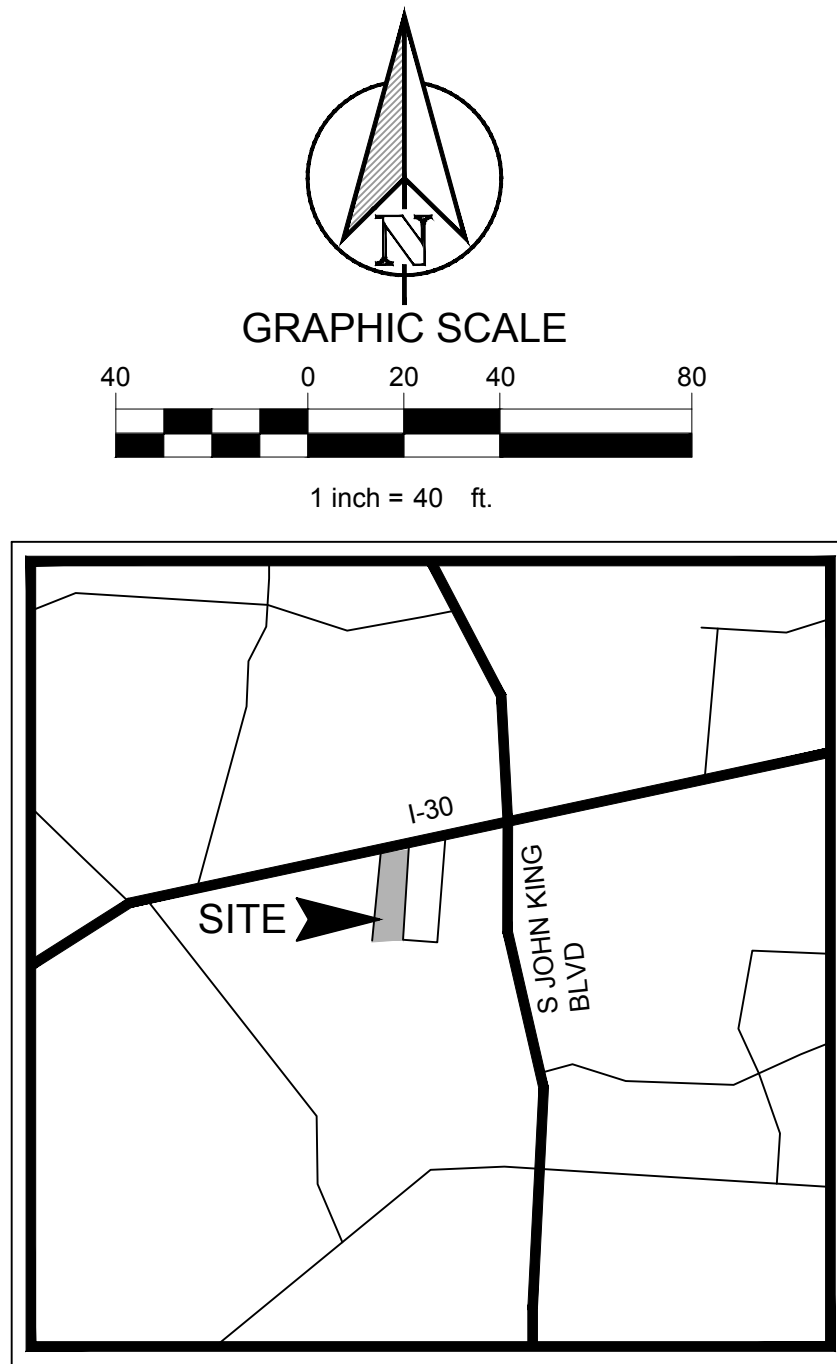 N
GRAPHIC SCALE
40 0 20 40 80
1 inch = 40 ft.
I-30
SITE
S JOHN KING
BLVD